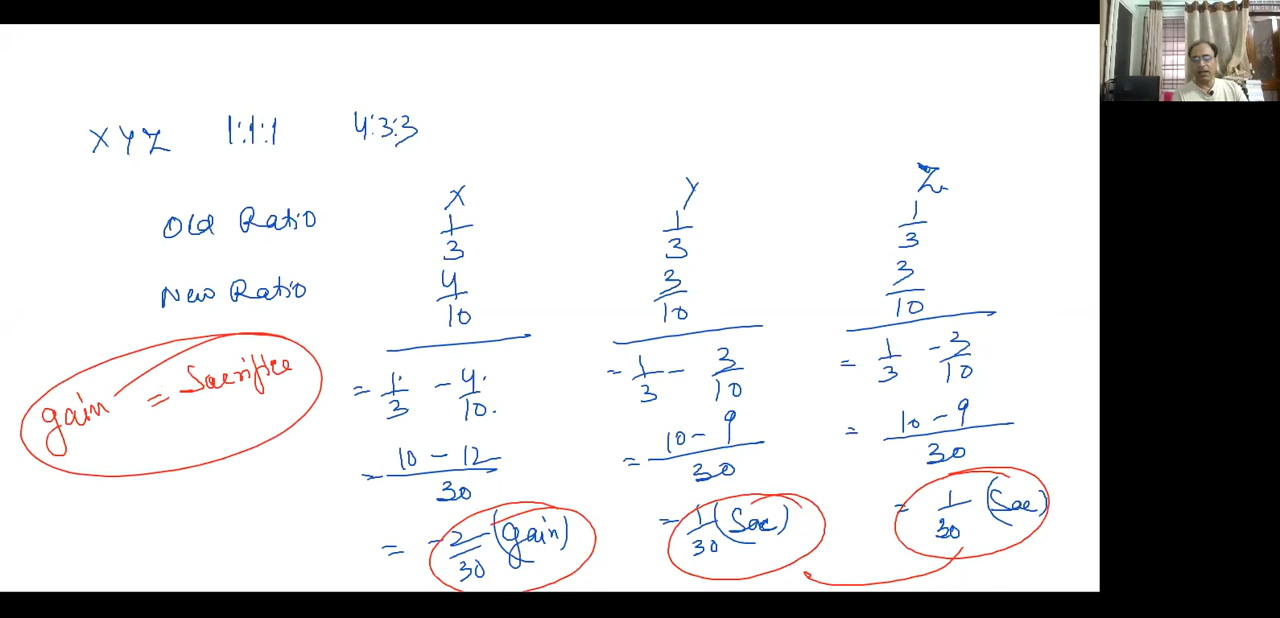 X Y Z 1:1:1 4:3:3
X Y Z
Old Ratio 1/3 1/3 1/3
New Ratio 4/10 3/10 3/10
gain = Sacrifice
= 1/3 - 4/10. = 1/3 - 3/10 = 1/3 - 3/10
= 10 - 12/30 = 10 - 9/30 = 10 - 9/30
= -2/30 (gain) = 1/30 (Sac) = 1/30 (Sac)